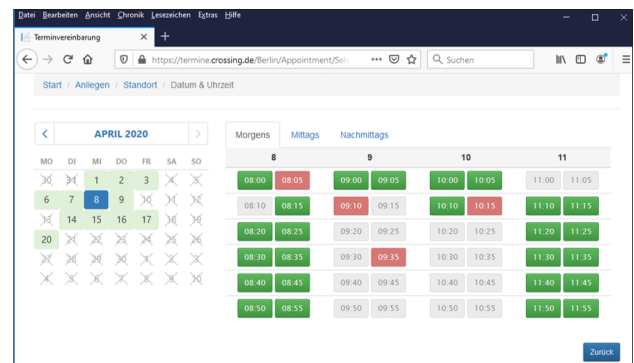 Datei Bearbeiten Ansicht Chronik Lesezeichen Extras Hilfe
Terminvereinbarung
https://termine.crossing.de/Berlin/Appointment/Sel
Suchen
Start / Anliegen / Standort / Datum & Uhrzeit
APRIL 2020
Morgens Mittags Nachmittags
MO DI MI DO FR SA SO
30 31 1 2 3 4 5
6 7 8 9 10 11 12
13 14 15 16 17 18 19
20 21 22 23 24 25 26
27 28 29 30 1 2 3
4 5 6 7 8 9 10
8 9 10 11
08:00 08:05 09:00 09:05 10:00 10:05 11:00 11:05
08:10 08:15 09:10 09:15 10:10 10:15 11:10 11:15
08:20 08:25 09:20 09:25 10:20 10:25 11:20 11:25
08:30 08:35 09:30 09:35 10:30 10:35 11:30 11:35
08:40 08:45 09:40 09:45 10:40 10:45 11:40 11:45
08:50 08:55 09:50 09:55 10:50 10:55 11:50 11:55
Zurück